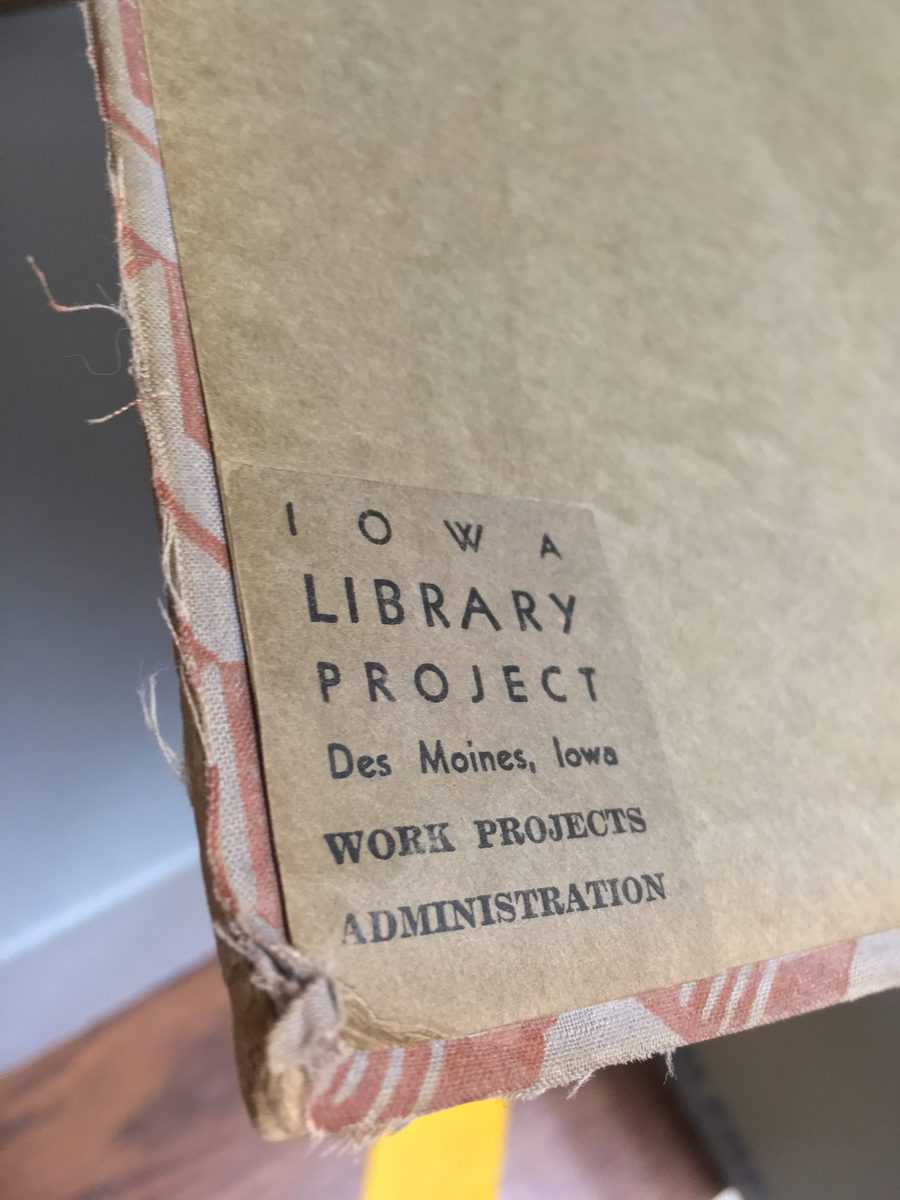 IOWA
LIBRARY
PROJECT
Des Moines, Iowa
WORK PROJECTS
ADMINISTRATION